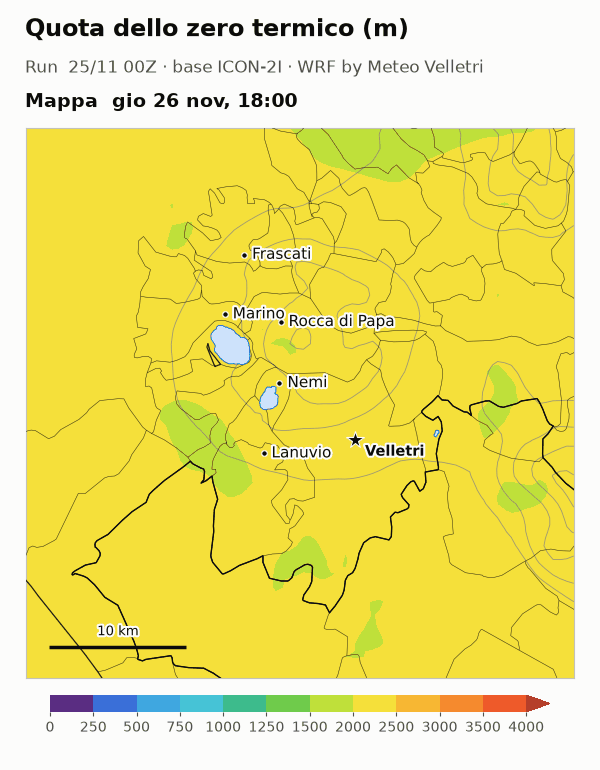 Quota dello zero termico (m)
Run  25/11 00Z · base ICON-2I · WRF by Meteo Velletri
Mappa  gio 26 nov, 18:00
Frascati
Marino
Rocca di Papa
Nemi
Velletri
Lanuvio
10 km
0 250 500 750 1000 1250 1500 2000 2500 3000 3500 4000